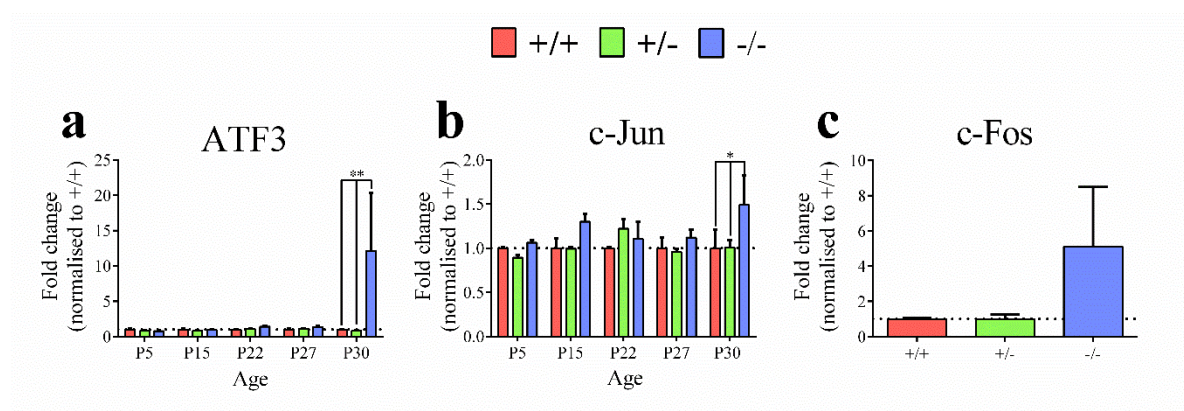 +/+ +/- -/-
a ATF3
Fold change
(normalised to +/+)
25
20
15
10
5
0
**
P5 P15 P22 P27 P30
Age
b c-Jun
Fold change
(normalised to +/+)
2.0
1.5
1.0
0.5
0.0
*
P5 P15 P22 P27 P30
Age
c c-Fos
Fold change
(normalised to +/+)
10
8
6
4
2
0
+/+ +/- -/-